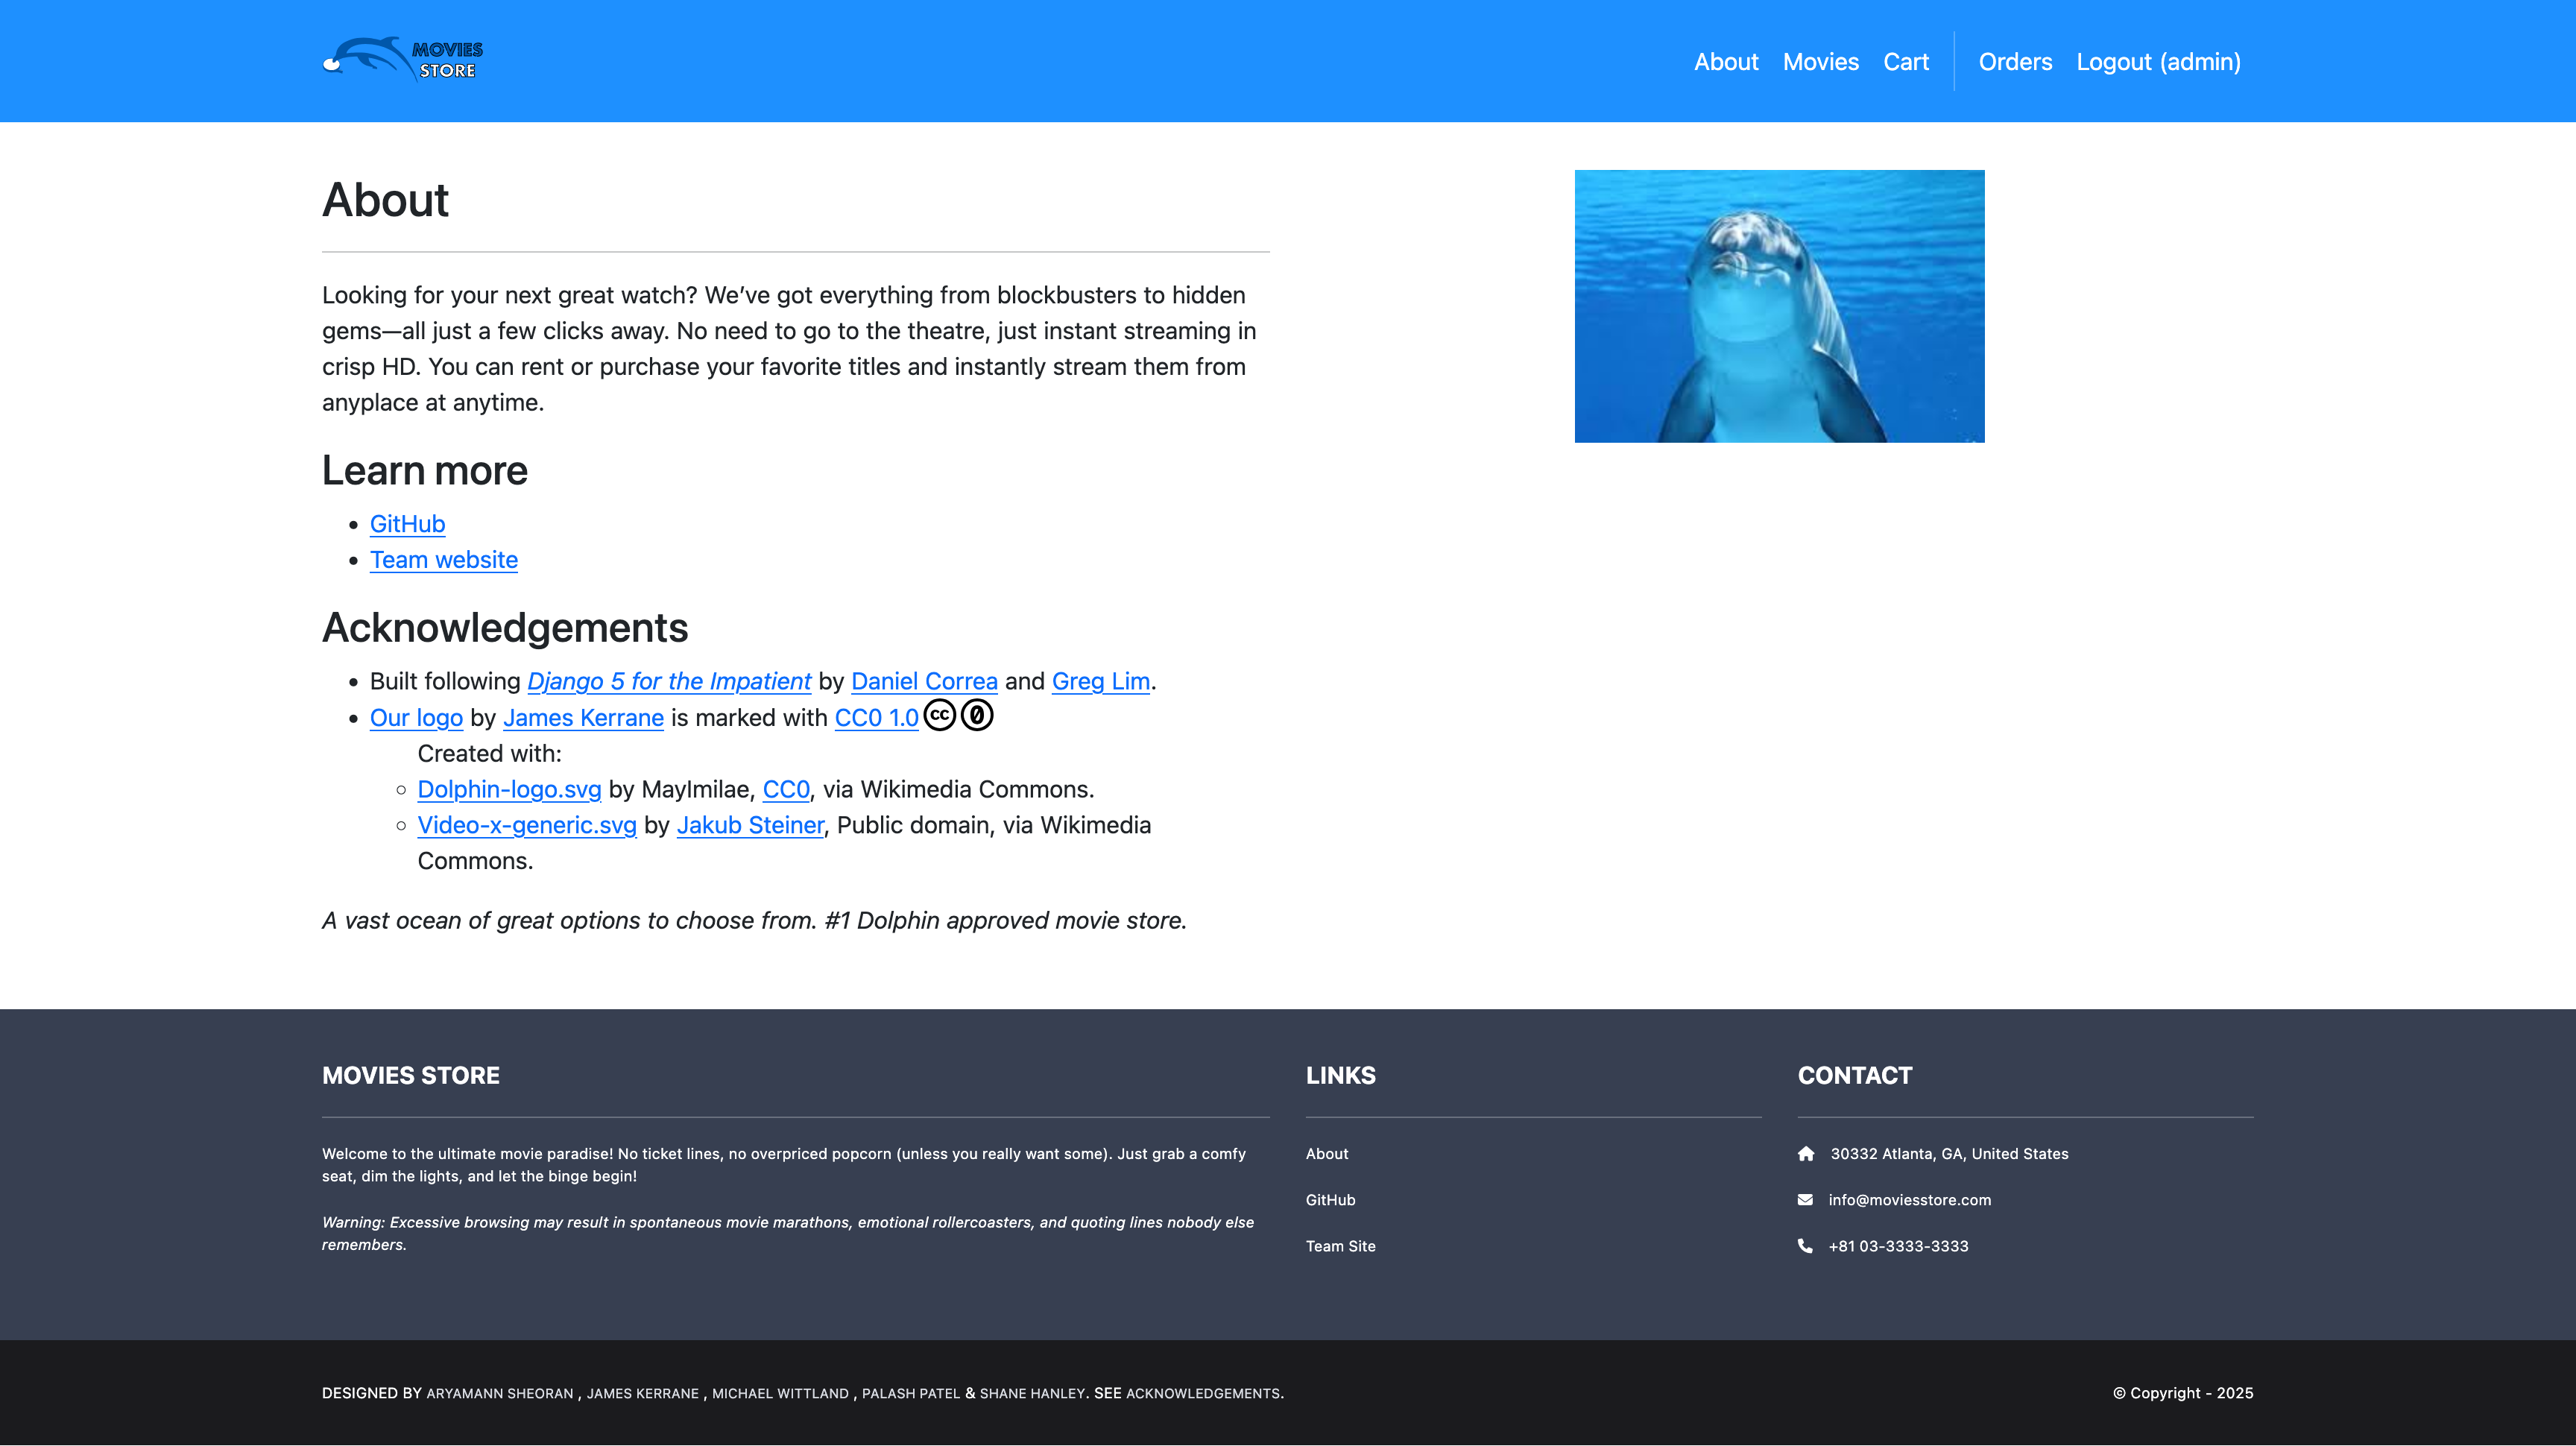 MOVIES
STORE
About Movies Cart Orders Logout (admin)
About
Looking for your next great watch? We’ve got everything from blockbusters to hidden
gems—all just a few clicks away. No need to go to the theatre, just instant streaming in
crisp HD. You can rent or purchase your favorite titles and instantly stream them from
anyplace at anytime.
Learn more
• GitHub
• Team website
Acknowledgements
• Built following Django 5 for the Impatient by Daniel Correa and Greg Lim.
• Our logo by James Kerrane is marked with CC0 1.0 cc 0
Created with:
◦ Dolphin-logo.svg by MayImilae, CC0, via Wikimedia Commons.
◦ Video-x-generic.svg by Jakub Steiner, Public domain, via Wikimedia
Commons.
A vast ocean of great options to choose from. #1 Dolphin approved movie store.
MOVIES STORE
Welcome to the ultimate movie paradise! No ticket lines, no overpriced popcorn (unless you really want some). Just grab a comfy
seat, dim the lights, and let the binge begin!
Warning: Excessive browsing may result in spontaneous movie marathons, emotional rollercoasters, and quoting lines nobody else
remembers.
LINKS
About
GitHub
Team Site
CONTACT
30332 Atlanta, GA, United States
info@moviesstore.com
+81 03-3333-3333
DESIGNED BY ARYAMANN SHEORAN , JAMES KERRANE , MICHAEL WITTLAND , PALASH PATEL & SHANE HANLEY. SEE ACKNOWLEDGEMENTS.
© Copyright - 2025